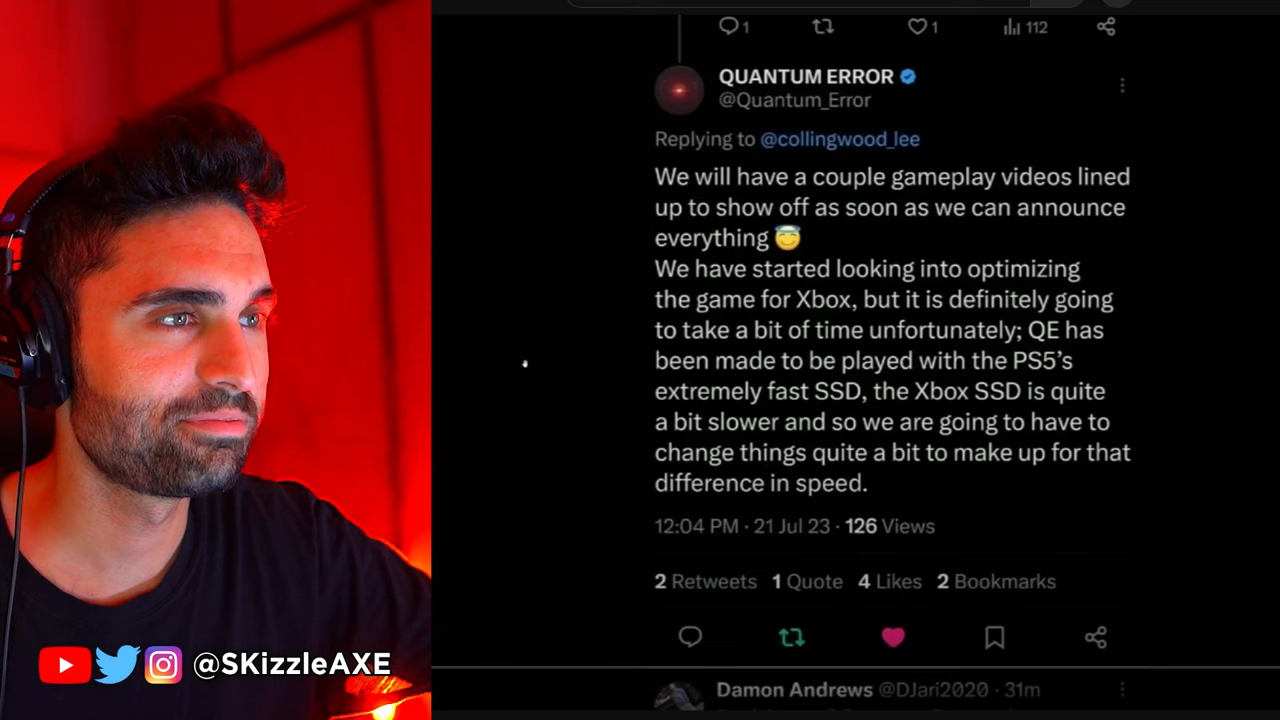 1
1
112
QUANTUM ERROR
@Quantum_Error
Replying to @collingwood_lee
We will have a couple gameplay videos lined
up to show off as soon as we can announce
everything 😇
We have started looking into optimizing
the game for Xbox, but it is definitely going
to take a bit of time unfortunately; QE has
been made to be played with the PS5’s
extremely fast SSD, the Xbox SSD is quite
a bit slower and so we are going to have to
change things quite a bit to make up for that
difference in speed.
12:04 PM · 21 Jul 23 · 126 Views
2 Retweets 1 Quote 4 Likes 2 Bookmarks
@SKizzleAXE
Damon Andrews @DJari2020 · 31m